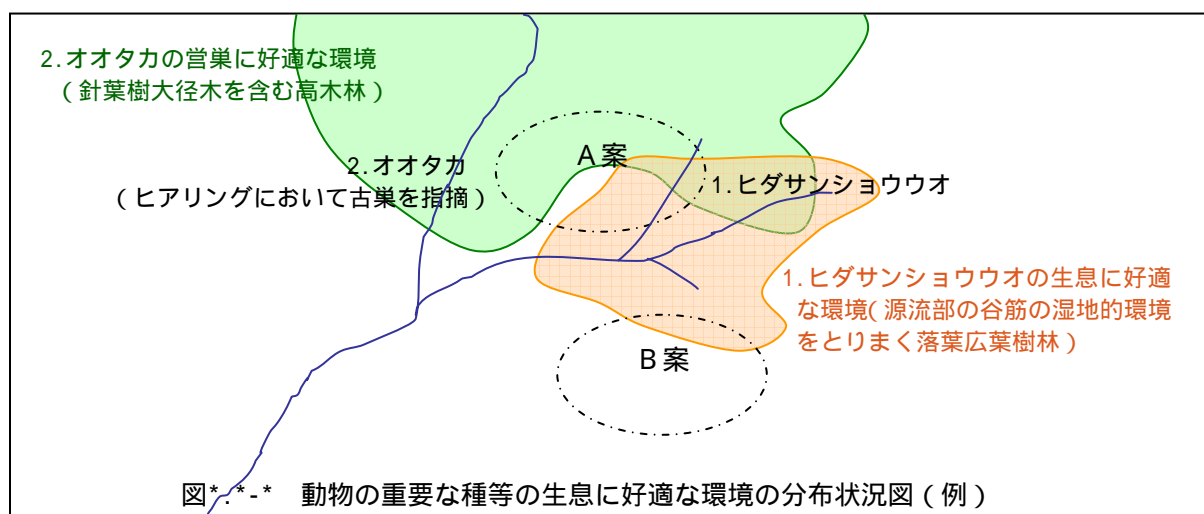 2.オオタカの営巣に好適な環境
(針葉樹大径木を含む高木林)
A案
2.オオタカ
(ヒアリングにおいて古巣を指摘)
1.ヒダサンショウウオ
1.ヒダサンショウウオの生息に好適
な環境(源流部の谷筋の湿地的環境
をとりまく落葉広葉樹林)
B案
図*.*-* 動物の重要な種等の生息に好適な環境の分布状況図(例)